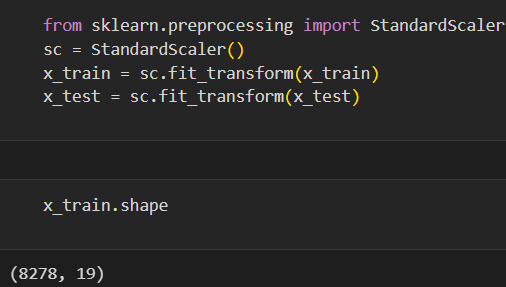 from sklearn.preprocessing import StandardScaler
sc = StandardScaler()
x_train = sc.fit_transform(x_train)
x_test = sc.fit_transform(x_test)
x_train.shape
(8278, 19)